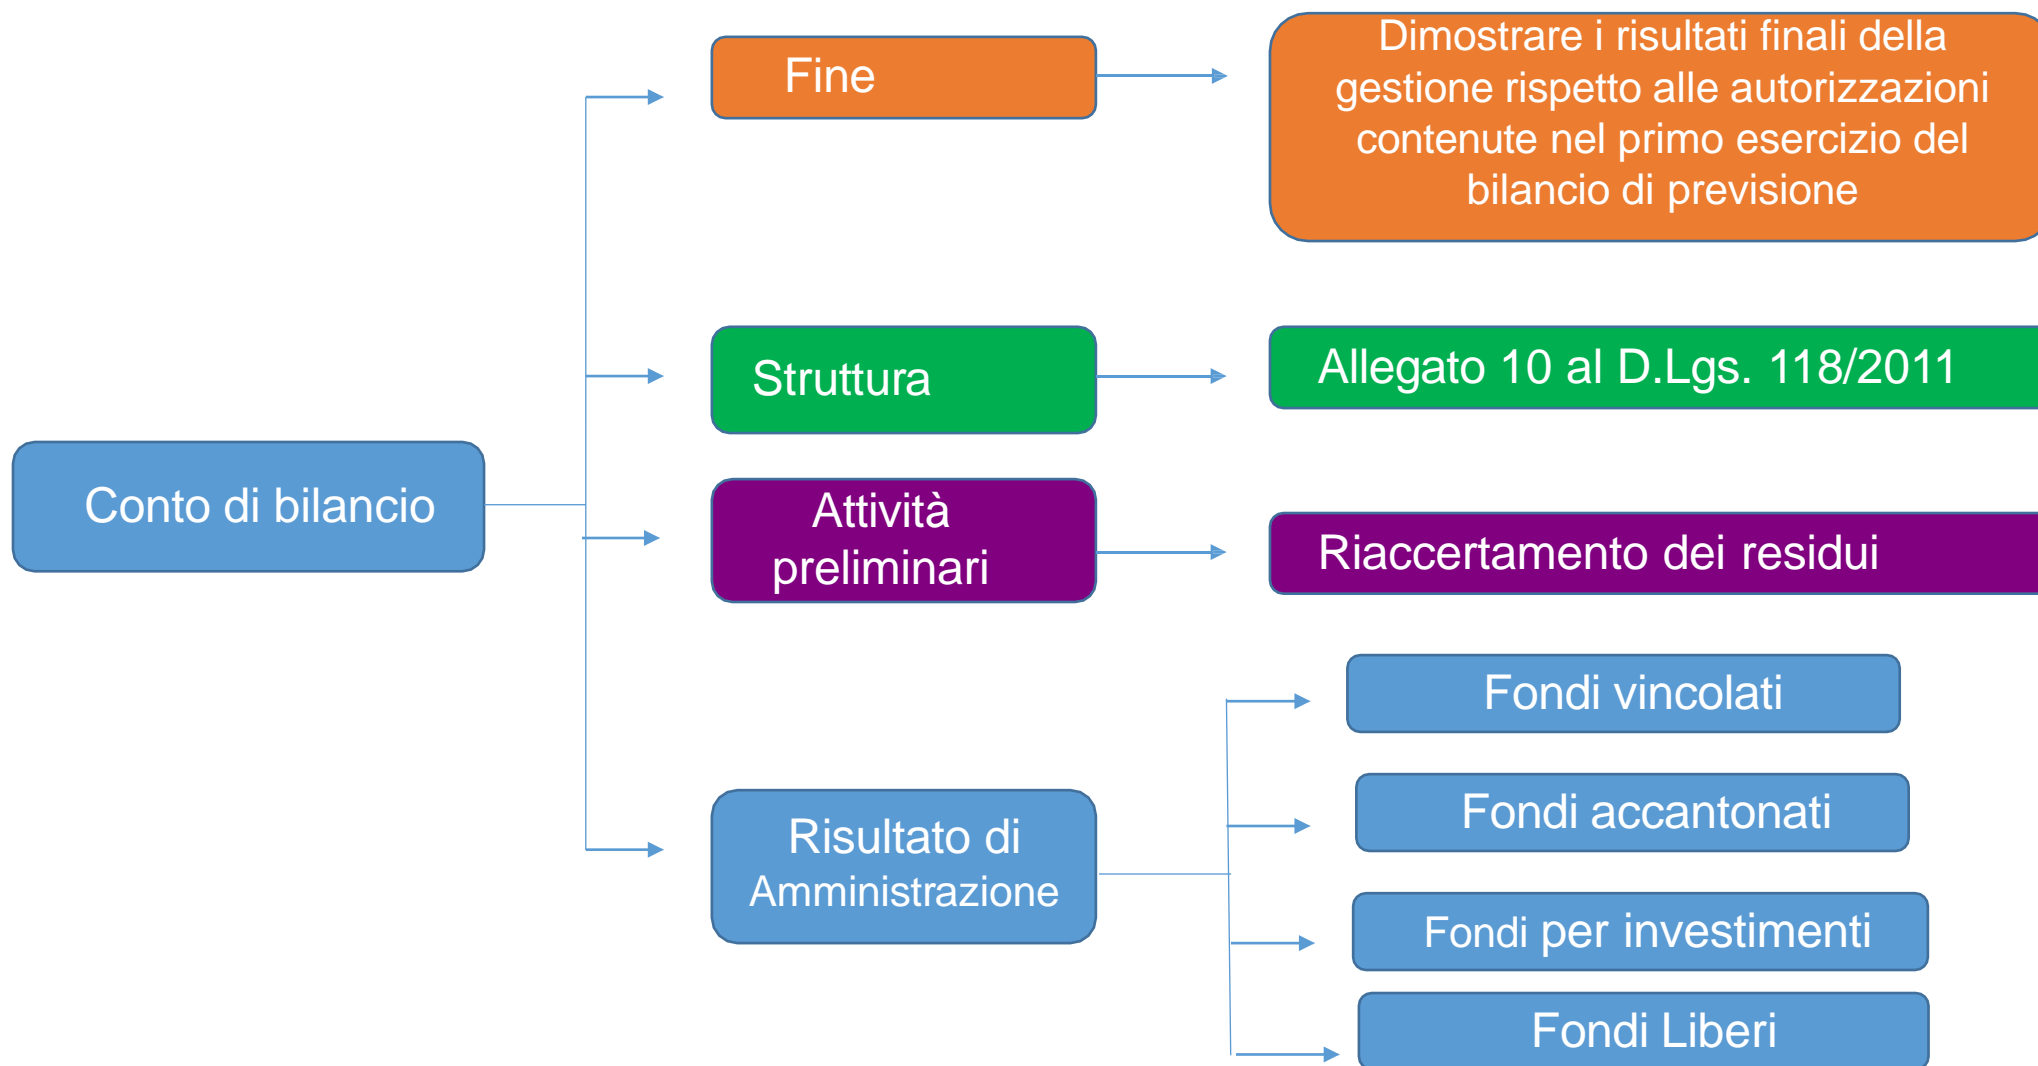 Fine
Dimostrare i risultati finali della
gestione rispetto alle autorizzazioni
contenute nel primo esercizio del
bilancio di previsione
Struttura
Allegato 10 al D.Lgs. 118/2011
Conto di bilancio
Attività
preliminari
Riaccertamento dei residui
Risultato di
Amministrazione
Fondi vincolati
Fondi accantonati
Fondi per investimenti
Fondi Liberi